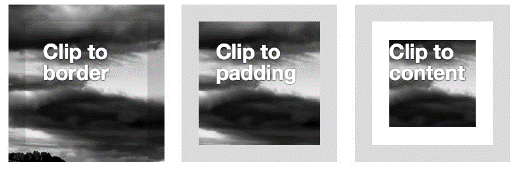 Clip to
border
Clip to
padding
Clip to
content